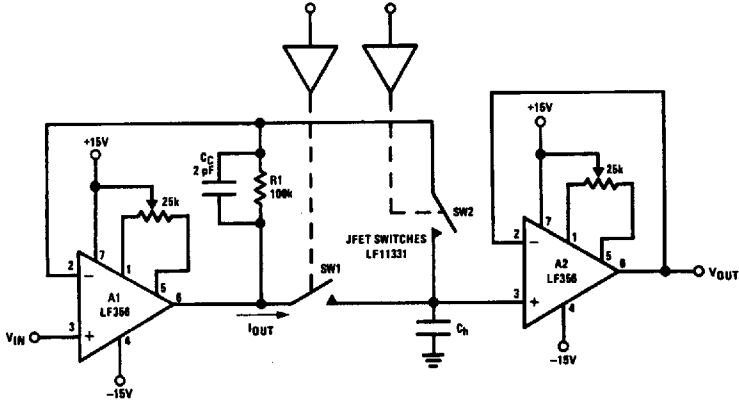 +15V
25k
7
1
5
2
−
A1
LF356
6
VIN
3
+
4
−15V
CC
2 pF
R1
100k
IOUT
SW1
JFET SWITCHES
LF11331
SW2
Ch
+15V
25k
7
1
5
2
−
A2
LF356
6
VOUT
3
+
4
−15V